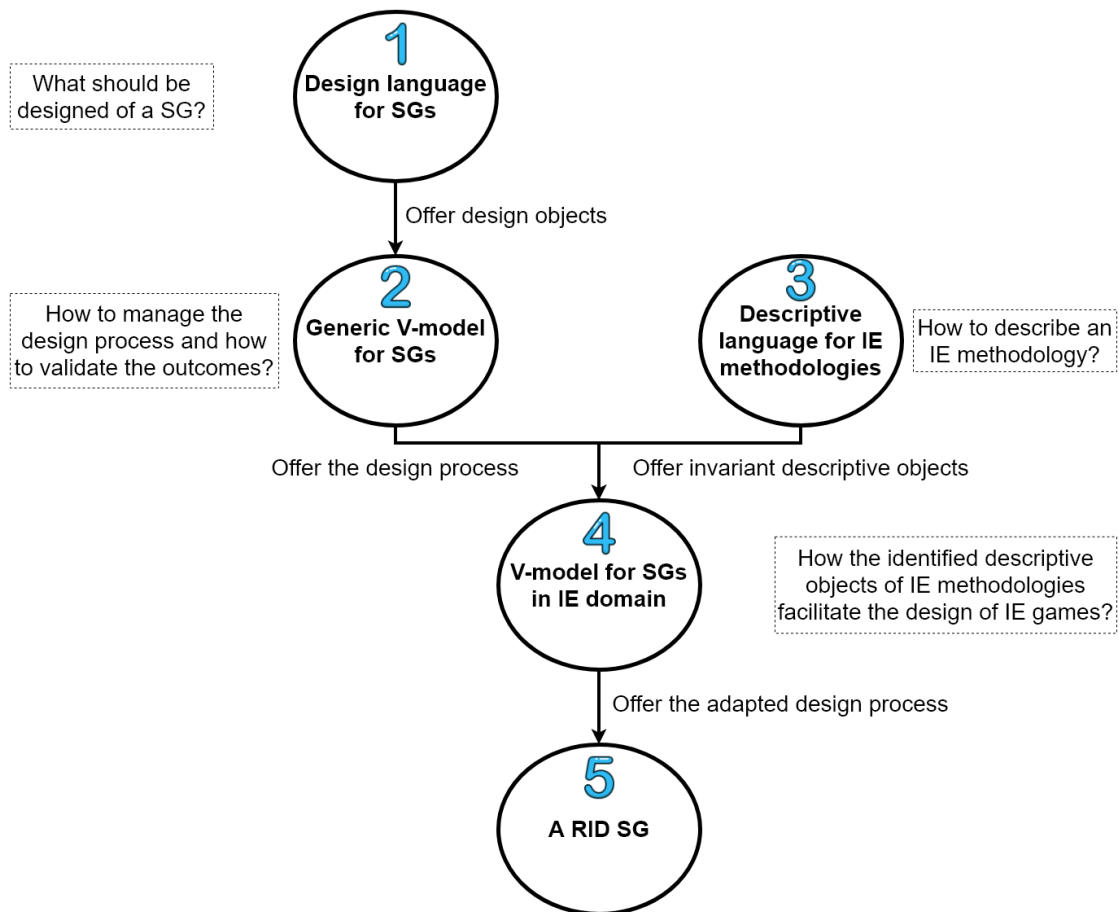 1
What should be
designed of a SG?
Design language
for SGs
Offer design objects
2
How to manage the
design process and how
to validate the outcomes?
Generic V-model
for SGs
3
Descriptive
language for IE
methodologies
How to describe an
IE methodology?
Offer the design process
Offer invariant descriptive objects
4
V-model for SGs
in IE domain
How the identified descriptive
objects of IE methodologies
facilitate the design of IE games?
Offer the adapted design process
5
A RID SG